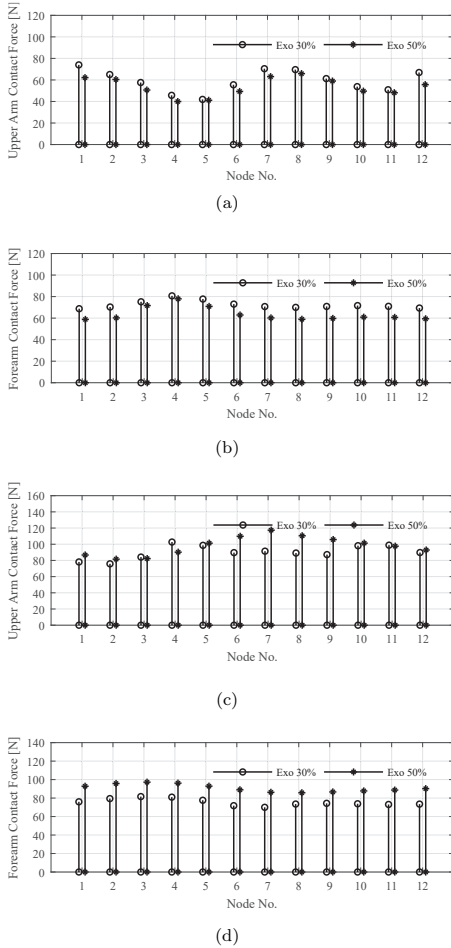 Upper Arm Contact Force [N]
120
100
80
60
40
20
0
Exo 30%
Exo 50%
1 2 3 4 5 6 7 8 9 10 11 12
Node No.
(a)
Forearm Contact Force [N]
120
100
80
60
40
20
0
Exo 30%
Exo 50%
1 2 3 4 5 6 7 8 9 10 11 12
Node No.
(b)
Upper Arm Contact Force [N]
160
140
120
100
80
60
40
20
0
Exo 30%
Exo 50%
1 2 3 4 5 6 7 8 9 10 11 12
Node No.
(c)
Forearm Contact Force [N]
140
120
100
80
60
40
20
0
Exo 30%
Exo 50%
1 2 3 4 5 6 7 8 9 10 11 12
Node No.
(d)